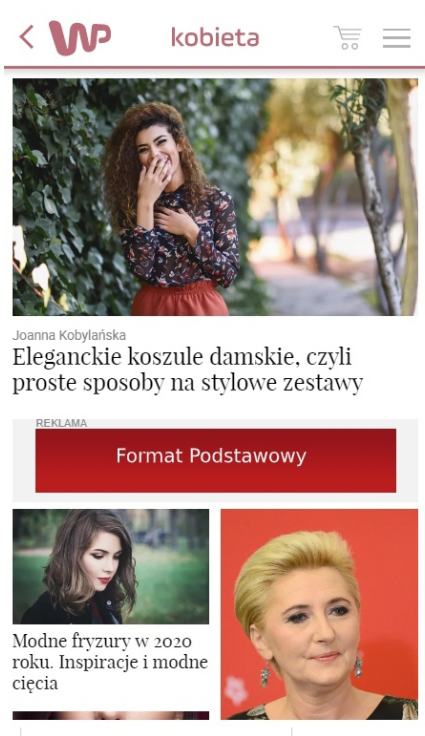 WP kobieta
Joanna Kobylańska
Eleganckie koszule damskie, czyli
proste sposoby na stylowe zestawy
REKLAMA
Format Podstawowy
Modne fryzury w 2020
roku. Inspiracje i modne
cięcia